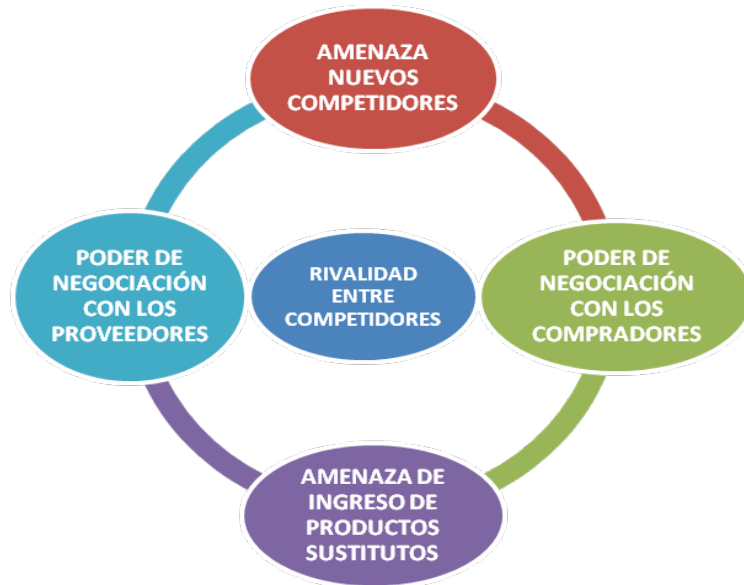 AMENAZA
NUEVOS
COMPETIDORES
PODER DE
NEGOCIACIÓN
CON LOS
PROVEEDORES
RIVALIDAD
ENTRE
COMPETIDORES
PODER DE
NEGOCIACIÓN
CON LOS
COMPRADORES
AMENAZA DE
INGRESO DE
PRODUCTOS
SUSTITUTOS